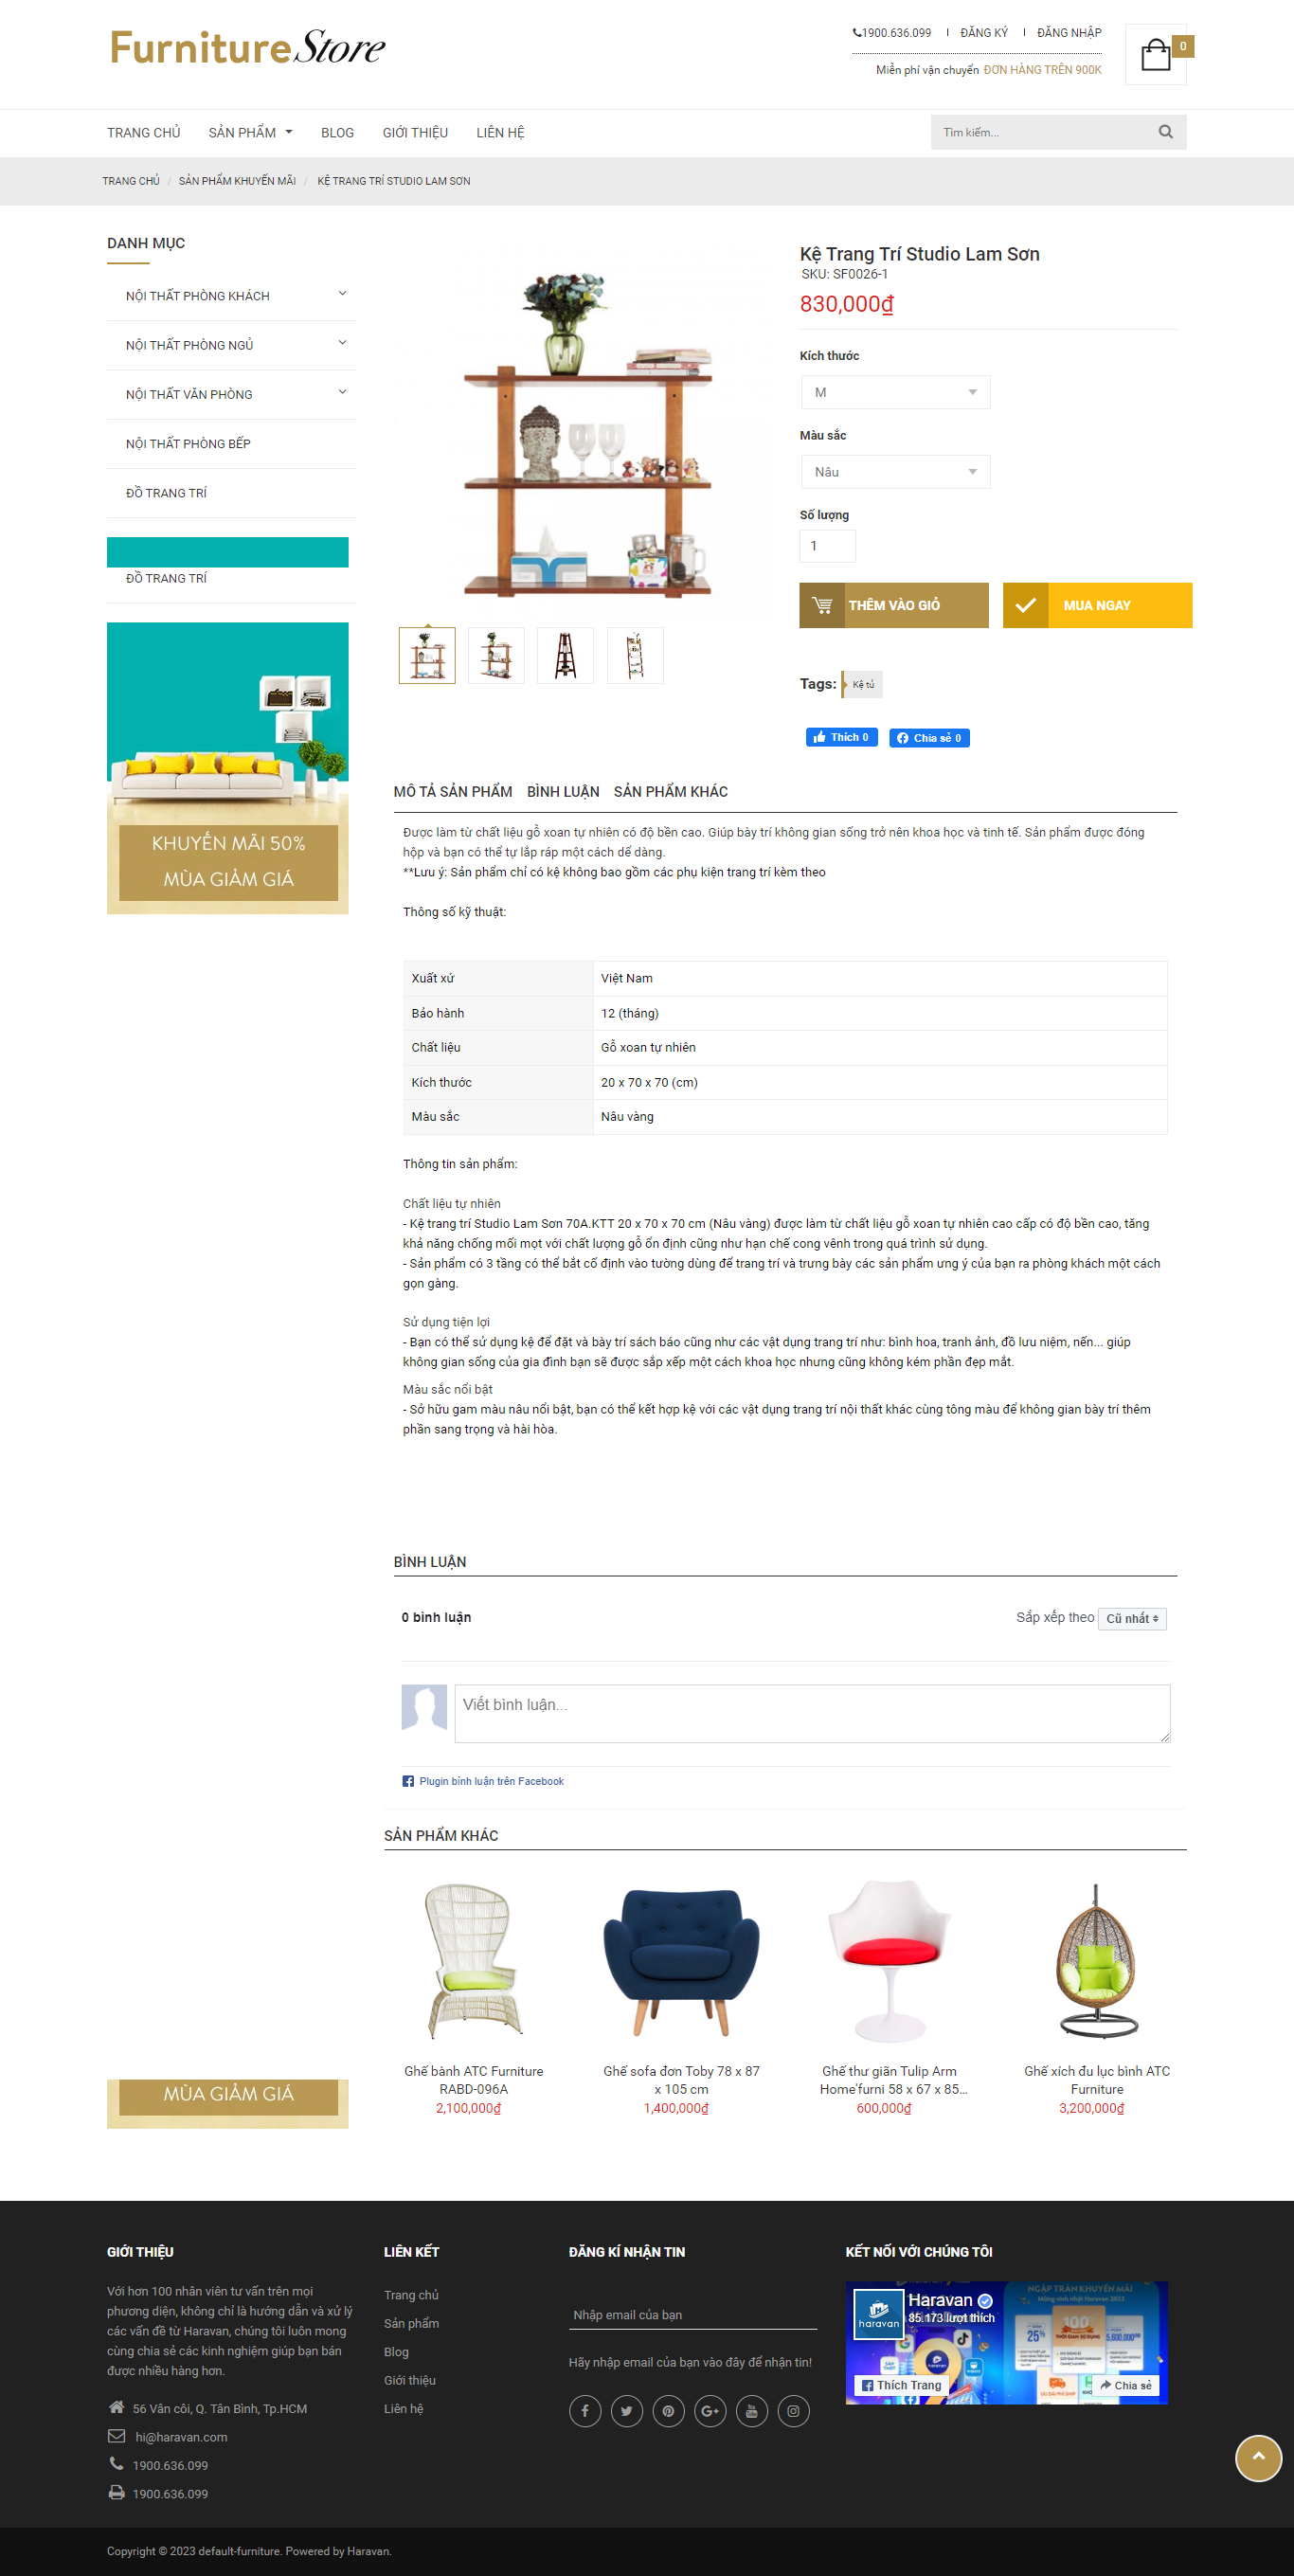 FurnitureStore
1900.636.099
ĐĂNG KÝ
ĐĂNG NHẬP
0
Miễn phí vận chuyển ĐƠN HÀNG TRÊN 900K
TRANG CHỦ
SẢN PHẨM
BLOG
GIỚI THIỆU
LIÊN HỆ
Tìm kiếm...
TRANG CHỦ / SẢN PHẨM KHUYẾN MÃI / KỆ TRANG TRÍ STUDIO LAM SƠN
DANH MỤC
NỘI THẤT PHÒNG KHÁCH
NỘI THẤT PHÒNG NGỦ
NỘI THẤT VĂN PHÒNG
NỘI THẤT PHÒNG BẾP
ĐỒ TRANG TRÍ
ĐỒ TRANG TRÍ
KHUYẾN MÃI 50%
MÙA GIẢM GIÁ
Kệ Trang Trí Studio Lam Sơn
SKU: SF0026-1
830,000₫
Kích thước
M
Màu sắc
Nâu
Số lượng
1
THÊM VÀO GIỎ
MUA NGAY
Tags: Kệ tủ
Thích 0
Chia sẻ 0
MÔ TẢ SẢN PHẨM
BÌNH LUẬN
SẢN PHẨM KHÁC
Được làm từ chất liệu gỗ xoan tự nhiên có độ bền cao. Giúp bày trí không gian sống trở nên khoa học và tinh tế. Sản phẩm được đóng
hộp và bạn có thể tự lắp ráp một cách dể dàng.
**Lưu ý: Sản phẩm chỉ có kệ không bao gồm các phụ kiện trang trí kèm theo
Thông số kỹ thuật:
Xuất xứ
Việt Nam
Bảo hành
12 (tháng)
Chất liệu
Gỗ xoan tự nhiên
Kích thước
20 x 70 x 70 (cm)
Màu sắc
Nâu vàng
Thông tin sản phẩm:
Chất liệu tự nhiên
- Kệ trang trí Studio Lam Sơn 70A.KTT 20 x 70 x 70 cm (Nâu vàng) được làm từ chất liệu gỗ xoan tự nhiên cao cấp có độ bền cao, tăng
khả năng chống mối mọt với chất lượng gỗ ổn định cũng như hạn chế cong vênh trong quá trình sử dụng.
- Sản phẩm có 3 tầng có thể bắt cố định vào tường dùng để trang trí và trưng bày các sản phẩm ưng ý của bạn ra phòng khách một cách
gọn gàng.
Sử dụng tiện lợi
- Bạn có thể sử dụng kệ để đặt và bày trí sách báo cũng như các vật dụng trang trí như: bình hoa, tranh ảnh, đồ lưu niệm, nến... giúp
không gian sống của gia đình bạn sẽ được sắp xếp một cách khoa học nhưng cũng không kém phần đẹp mắt.
Màu sắc nổi bật
- Sở hữu gam màu nâu nổi bật, bạn có thể kết hợp kệ với các vật dụng trang trí nội thất khác cùng tông màu để không gian bày trí thêm
phần sang trọng và hài hòa.
BÌNH LUẬN
0 bình luận
Sắp xếp theo Cũ nhất
Viết bình luận...
Plugin bình luận trên Facebook
SẢN PHẨM KHÁC
Ghế bành ATC Furniture
RABD-096A
2,100,000₫
Ghế sofa đơn Toby 78 x 87
x 105 cm
1,400,000₫
Ghế thư giãn Tulip Arm
Home'furni 58 x 67 x 85...
600,000₫
Ghế xích đu lục bình ATC
Furniture
3,200,000₫
MÙA GIẢM GIÁ
GIỚI THIỆU
Với hơn 100 nhân viên tư vấn trên mọi
phương diện, không chỉ là hướng dẫn và xử lý
các vấn đề từ Haravan, chúng tôi luôn mong
cùng chia sẻ các kinh nghiệm giúp bạn bán
được nhiều hàng hơn.
56 Vân côi, Q. Tân Bình, Tp.HCM
hi@haravan.com
1900.636.099
1900.636.099
LIÊN KẾT
Trang chủ
Sản phẩm
Blog
Giới thiệu
Liên hệ
ĐĂNG KÍ NHẬN TIN
Nhập email của bạn
Hãy nhập email của bạn vào đây để nhận tin!
KẾT NỐI VỚI CHÚNG TÔI
Haravan
85.173 lượt thích
haravan
NGẬP TRÀN KHUYẾN MÃI
Mừng sinh nhật Haravan 2023
25%
100%
5,600,000
Thích Trang
Chia sẻ
Copyright © 2023 default-furniture. Powered by Haravan.